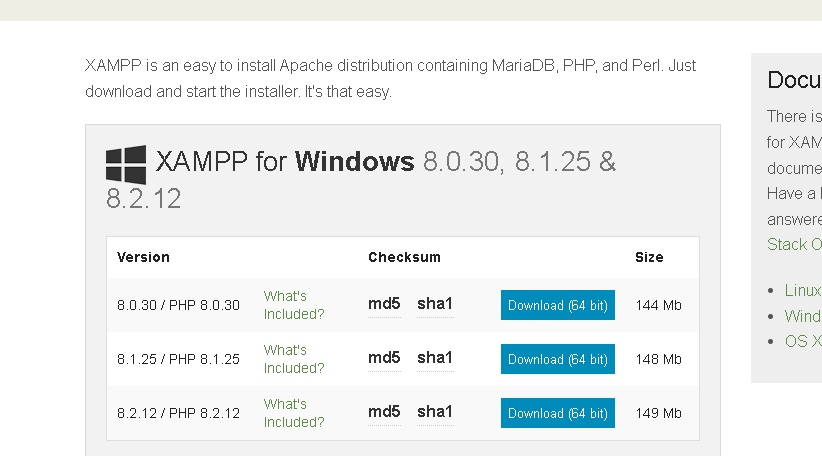 XAMPP is an easy to install Apache distribution containing MariaDB, PHP, and Perl. Just
download and start the installer. It's that easy.
XAMPP for Windows 8.0.30, 8.1.25 &
8.2.12
Version Checksum Size
8.0.30 / PHP 8.0.30 What's Included? md5 sha1 Download (64 bit) 144 Mb
8.1.25 / PHP 8.1.25 What's Included? md5 sha1 Download (64 bit) 148 Mb
8.2.12 / PHP 8.2.12 What's Included? md5 sha1 Download (64 bit) 149 Mb
Docu
There is
for XAM
docume
Have a
answere
Stack O
Linux
Wind
OS X